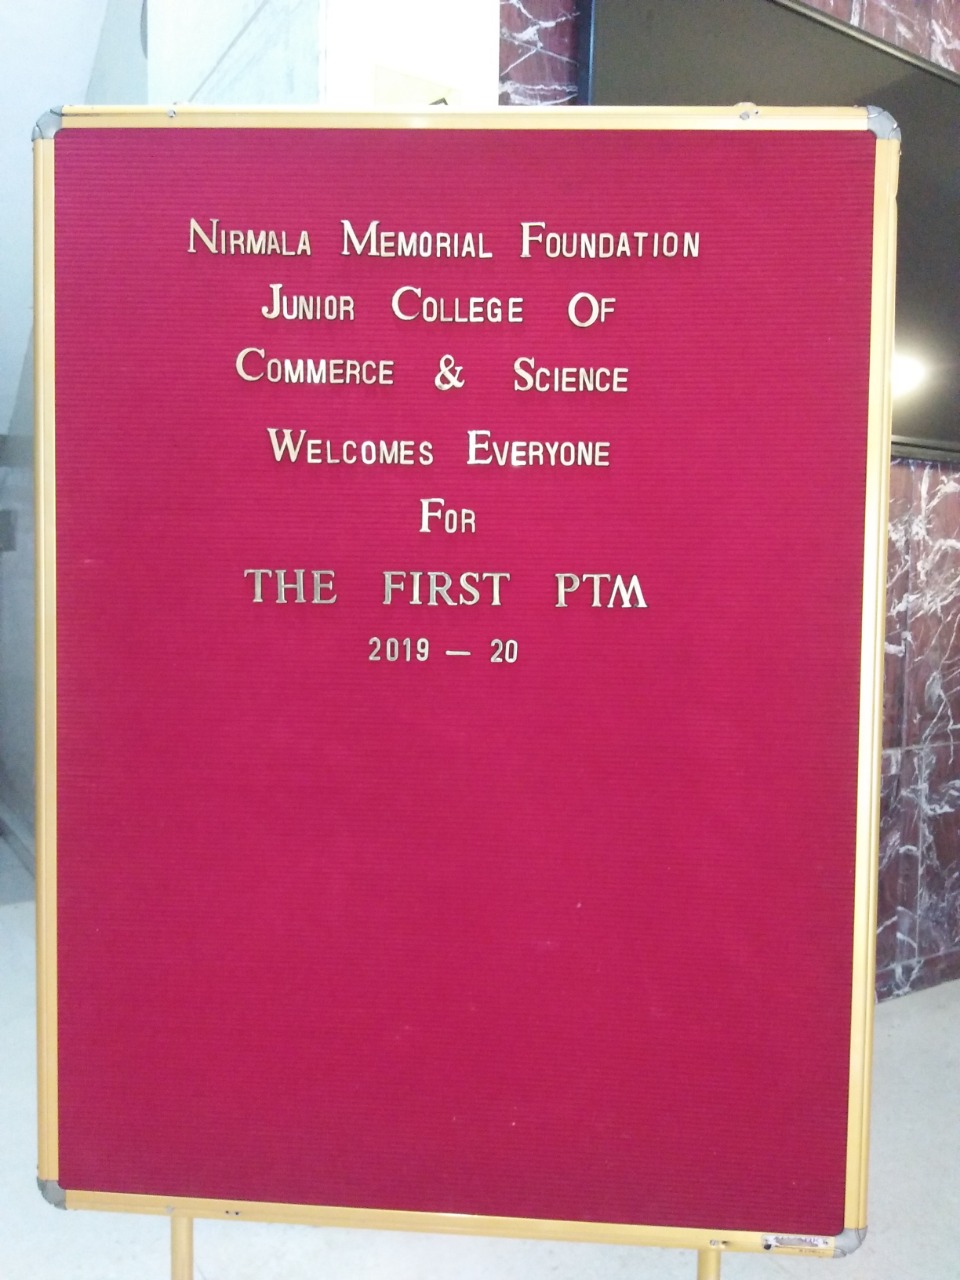 NIRMALA MEMORIAL FOUNDATION
JUNIOR COLLEGE OF
COMMERCE & SCIENCE
WELCOMES EVERYONE
FOR
THE FIRST PTM
2019 — 20